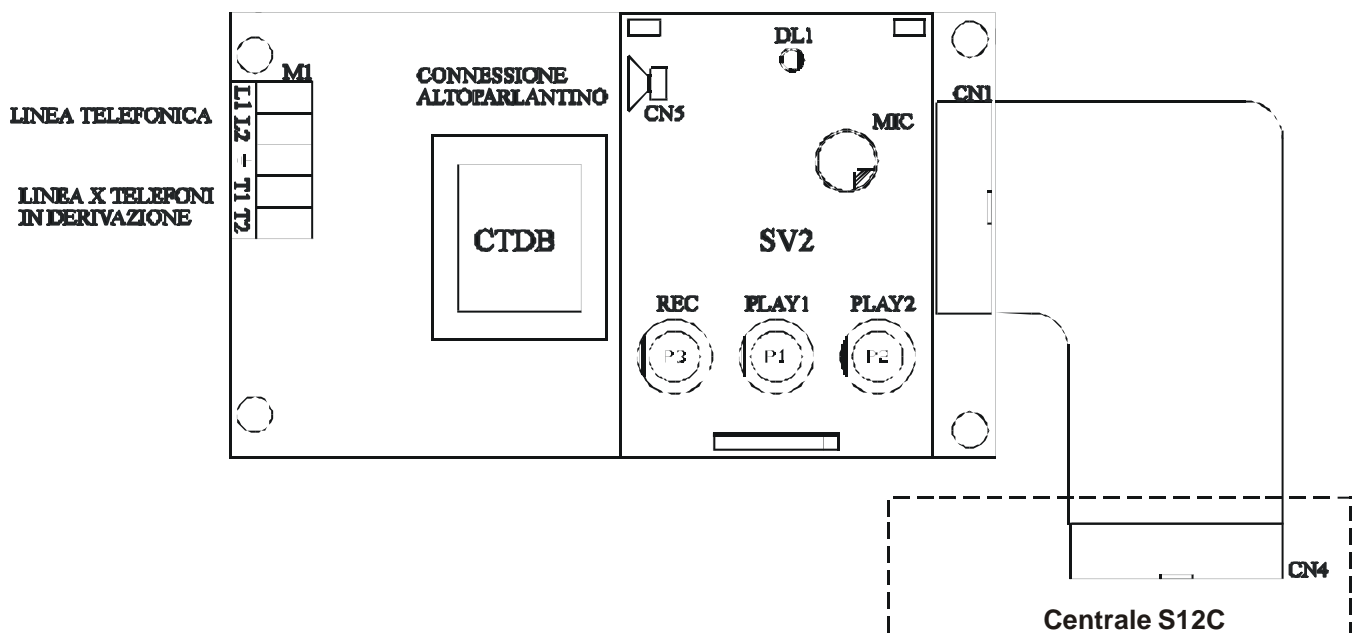 DL1
M1
CONNESSIONE
ALTOPARLANTINO
CN5
CN1
LINEA TELEFONICA
L1
L2
MIC
T1
T2
LINEA X TELEFONI
IN DERIVAZIONE
CTDB
SV2
REC
PLAY1
PLAY2
P3
P1
P2
CN4
Centrale S12C